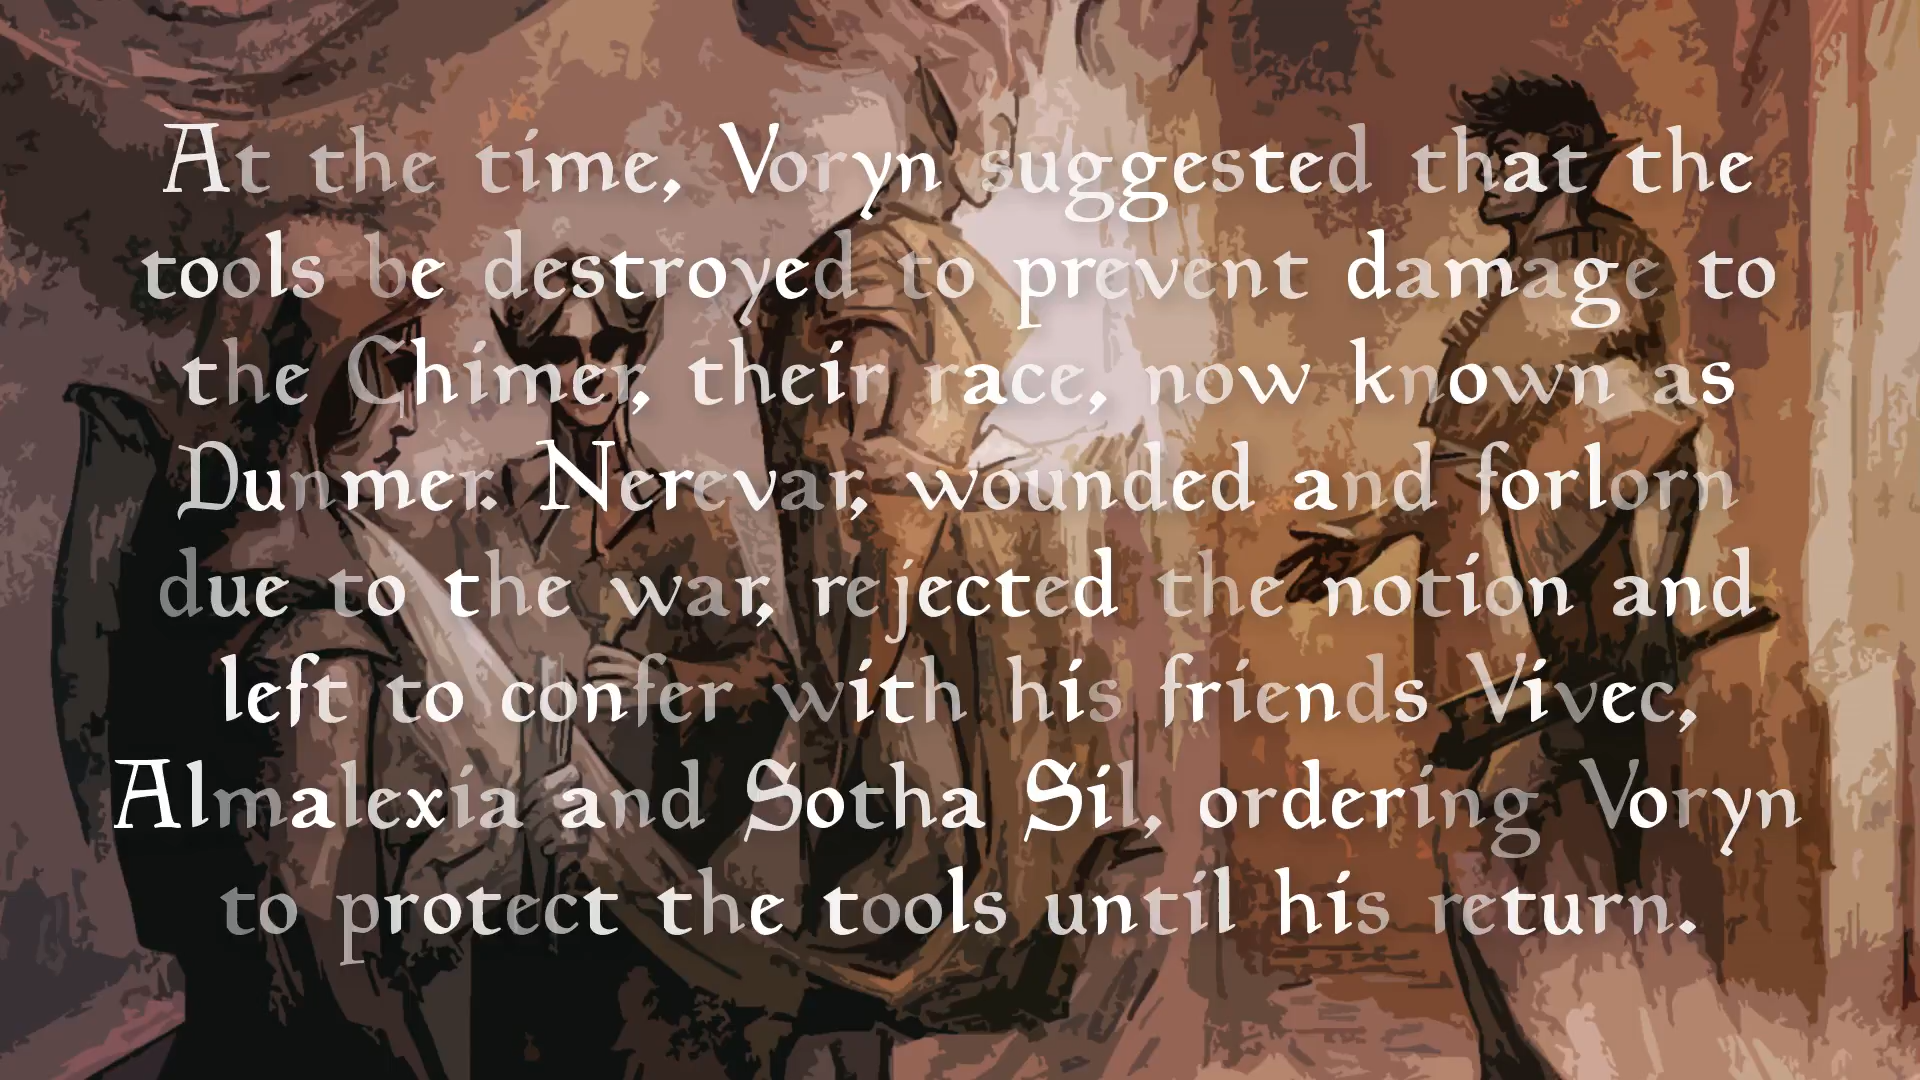 At the time, Voryn suggested that the
tools be destroyed to prevent damage to
the Chimer, their race, now known as
Dunmer. Nerevar, wounded and forlorn
due to the war, rejected the notion and
left to confer with his friends Vivec,
Almalexia and Sotha Sil, ordering Voryn
to protect the tools until his return.